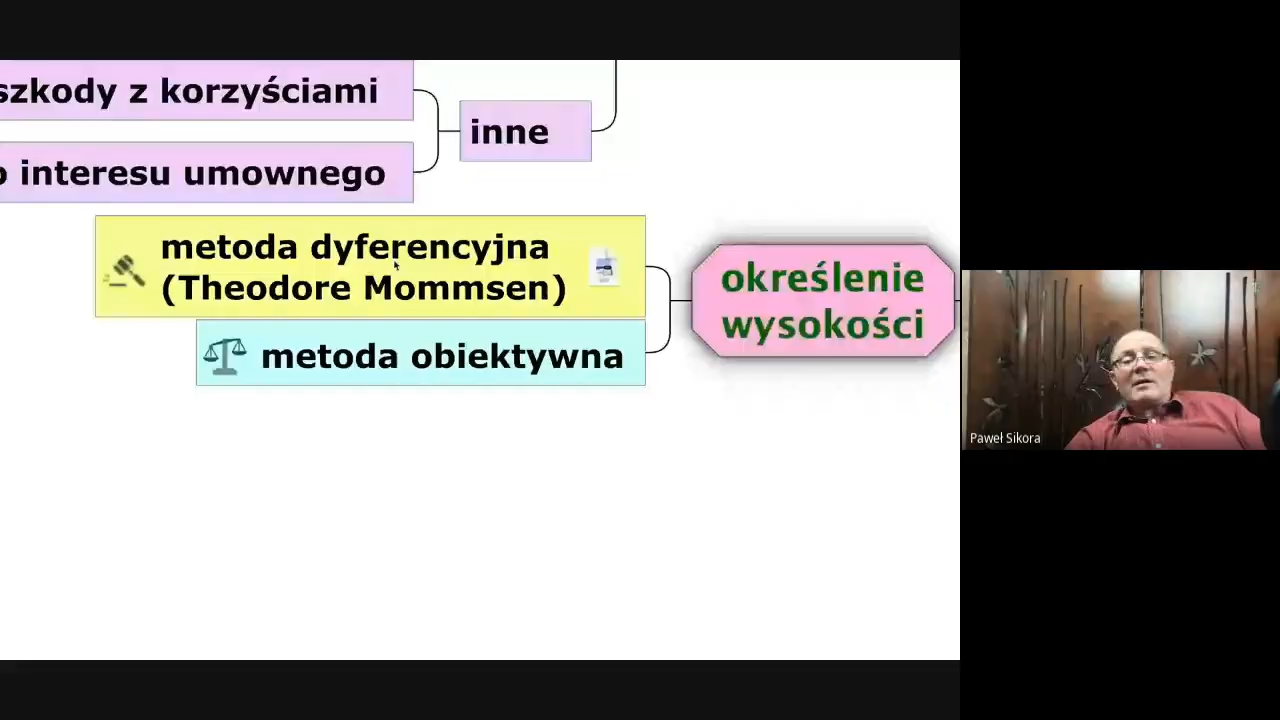 szkody z korzyściami
inne
interesu umownego
metoda dyferencyjna
(Theodore Mommsen)
metoda obiektywna
określenie
wysokości
Paweł Sikora